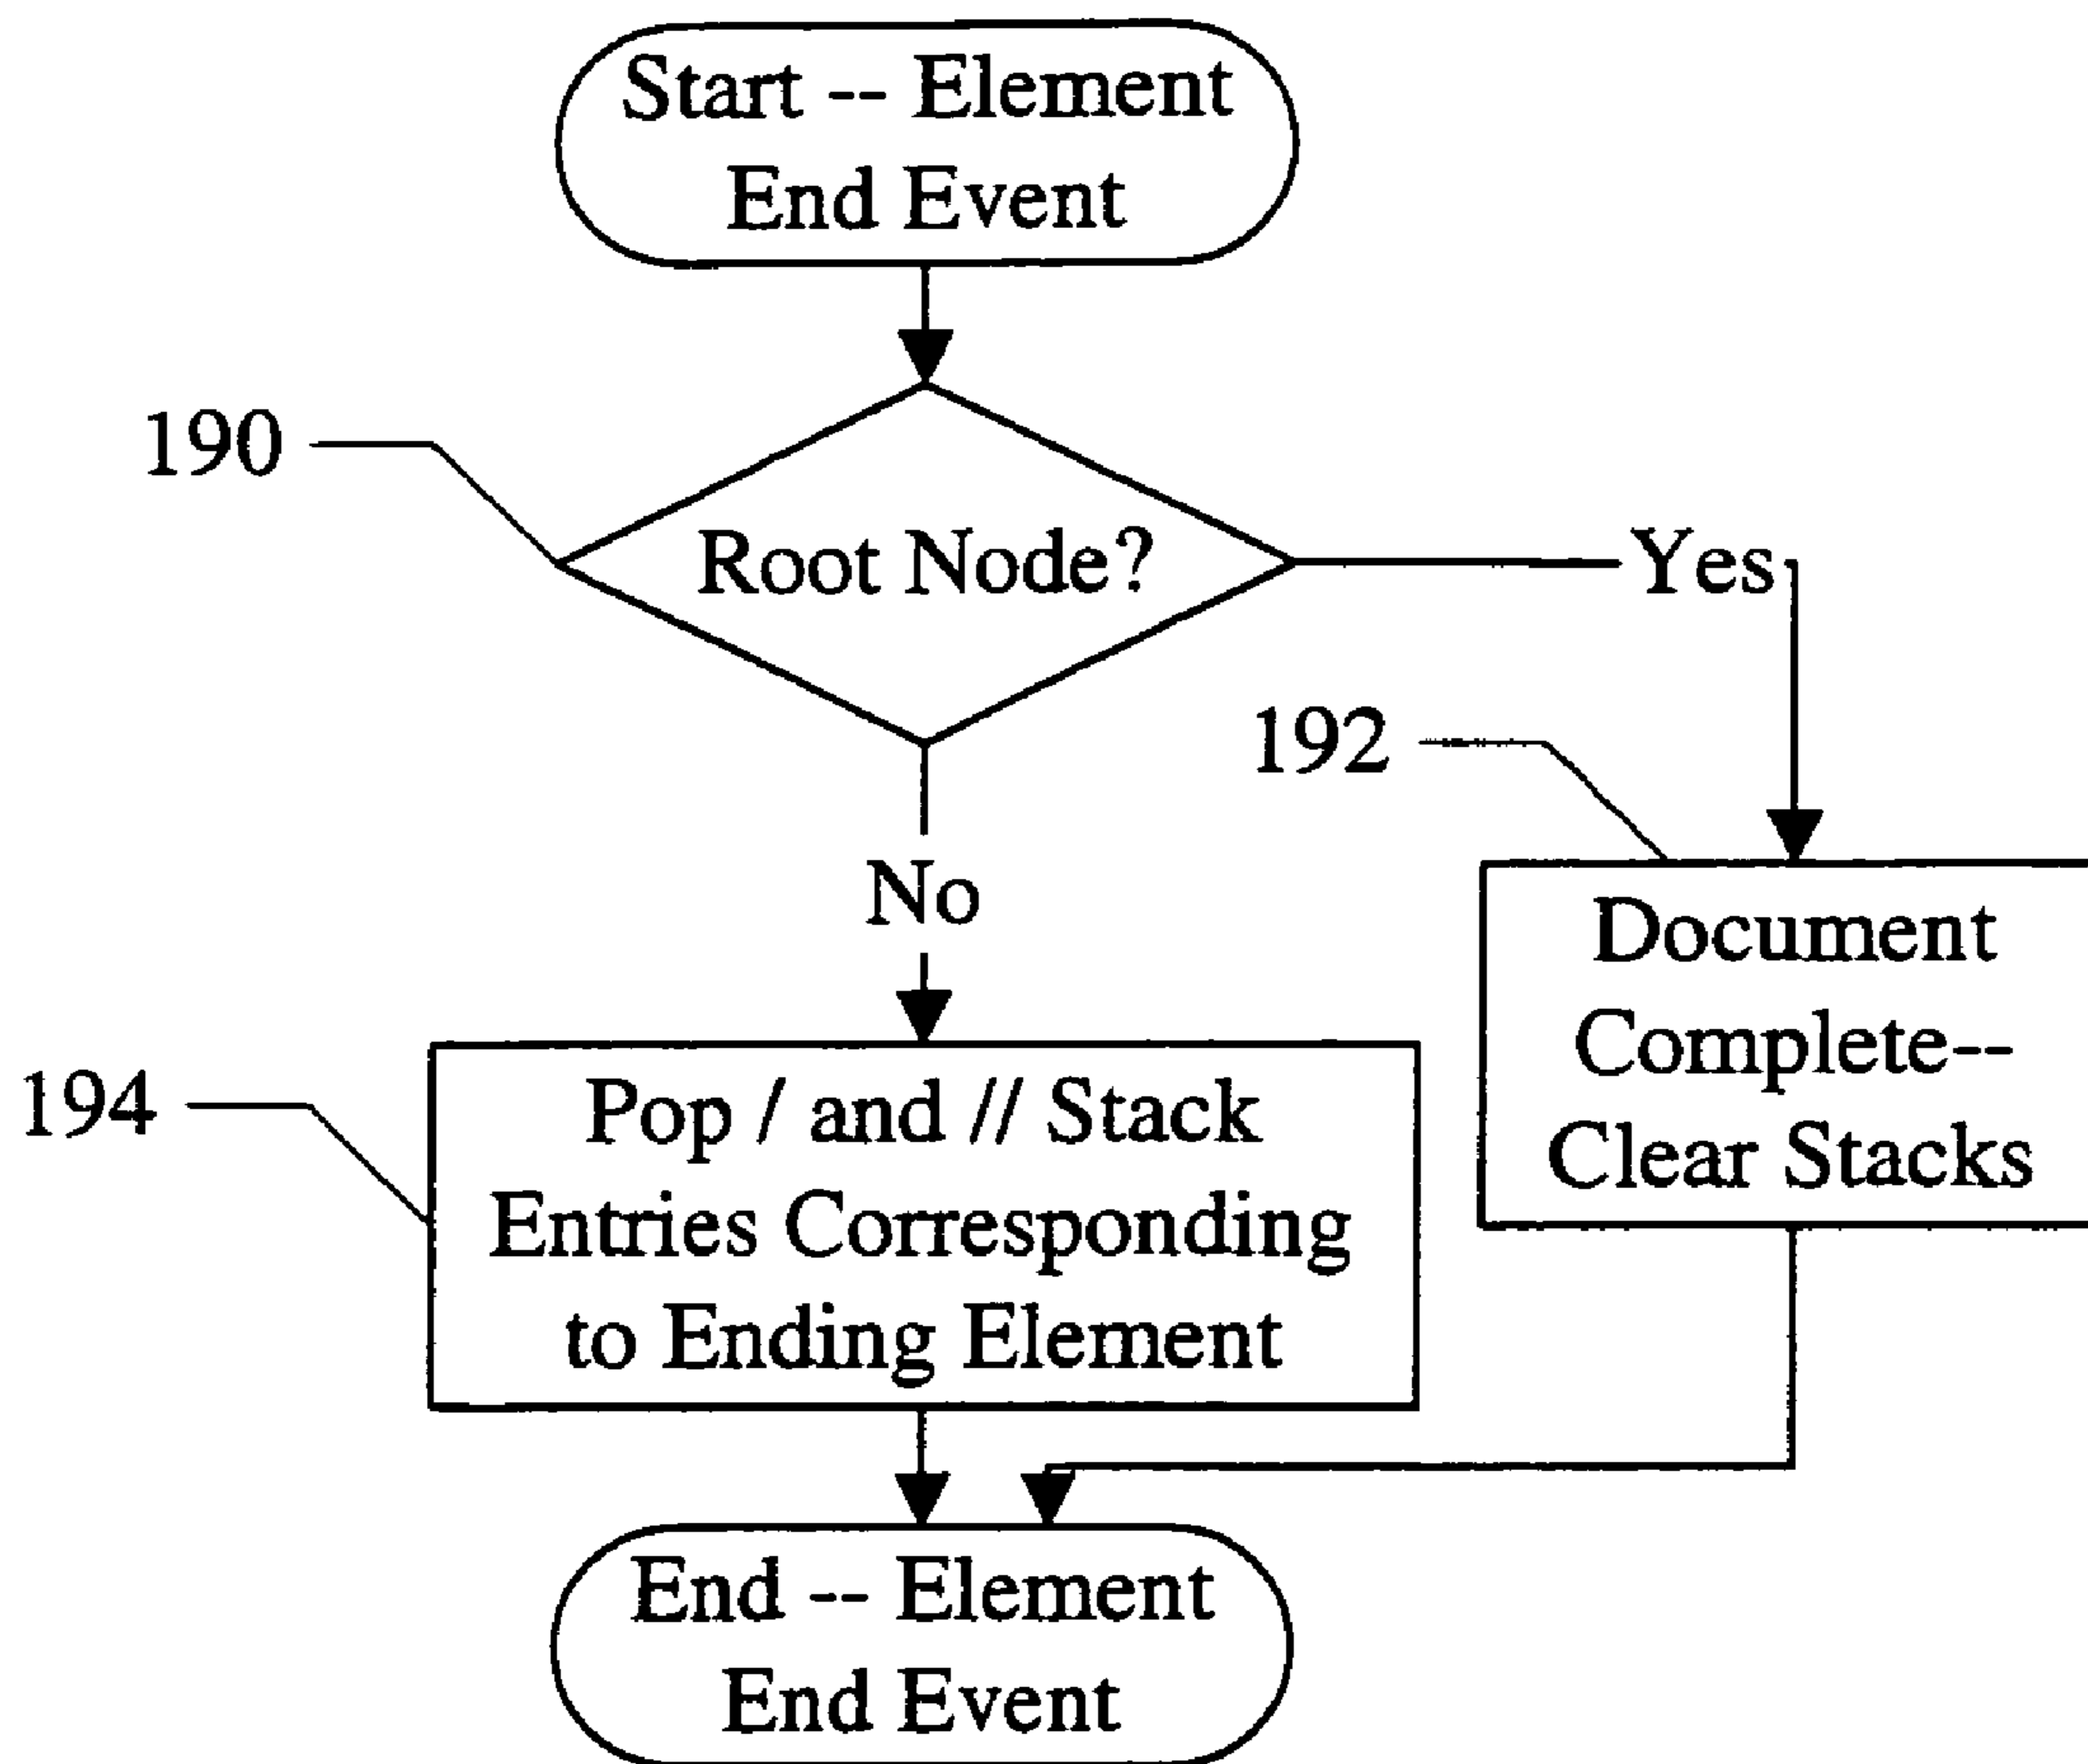 Start -- Element
End Event
190
Root Node?
Yes
192
No
Document
Complete--
Clear Stacks
194
Pop / and // Stack
Entries Corresponding
to Ending Element
End -- Element
End Event